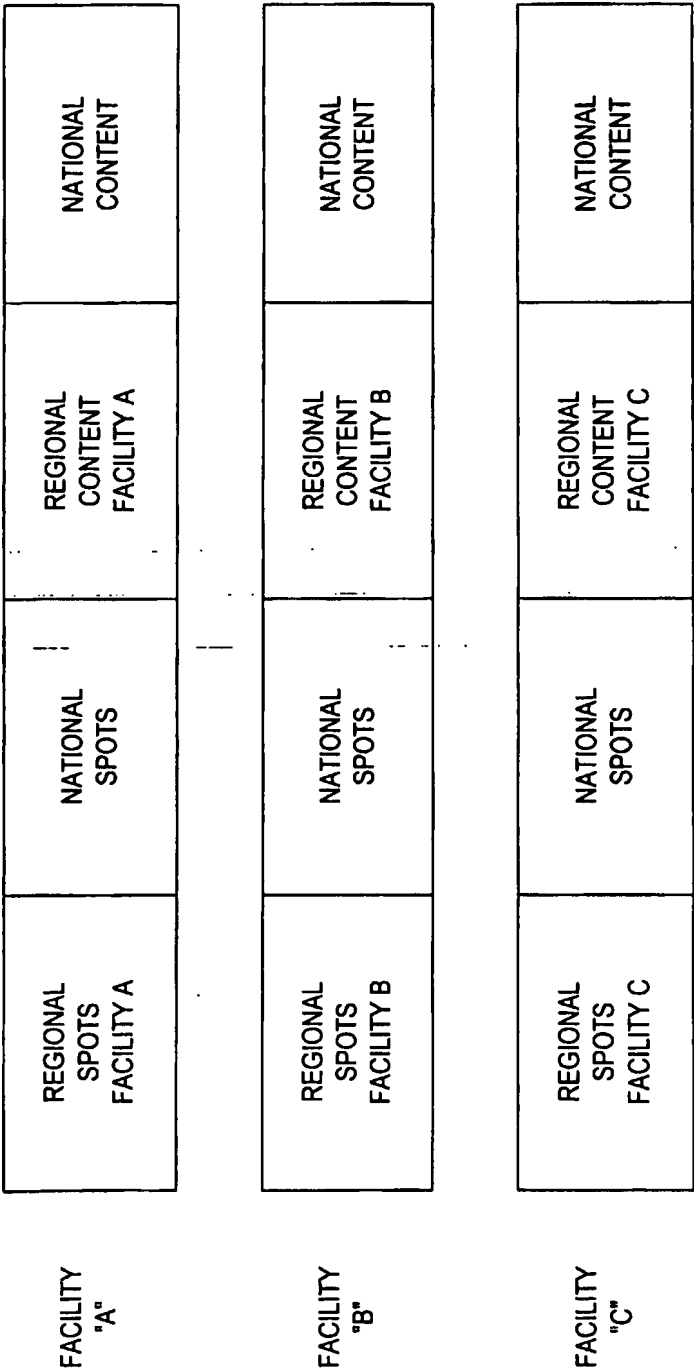 FACILITY
"A"
REGIONAL
SPOTS
FACILITY A
NATIONAL
SPOTS
REGIONAL
CONTENT
FACILITY A
NATIONAL
CONTENT
FACILITY
"B"
REGIONAL
SPOTS
FACILITY B
NATIONAL
SPOTS
REGIONAL
CONTENT
FACILITY B
NATIONAL
CONTENT
FACILITY
"C"
REGIONAL
SPOTS
FACILITY C
NATIONAL
SPOTS
REGIONAL
CONTENT
FACILITY C
NATIONAL
CONTENT